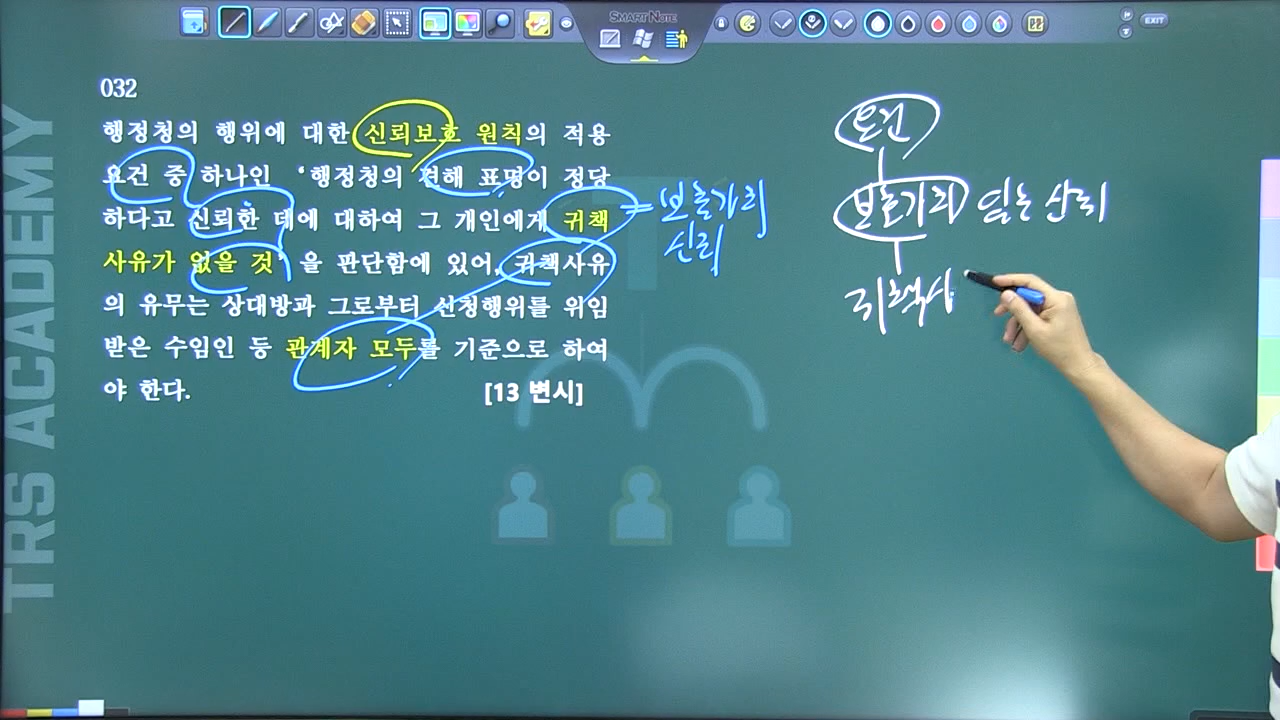 SMART NOTE
EXIT
032
행정청의 행위에 대한 신뢰보호 원칙의 적용
요건 중 하나인 ‘행정청의 견해 표명이 정당
하다고 신뢰한 데에 대하여 그 개인에게 귀책
사유가 없을 것’ 을 판단함에 있어, 귀책사유
의 유무는 상대방과 그로부터 신청행위를 위임
받은 수임인 등 관계자 모두를 기준으로 하여
야 한다. [13 변시]
= 보호가치
신뢰
요건
보호가치 있는 신뢰
귀책사
TRS ACADEMY